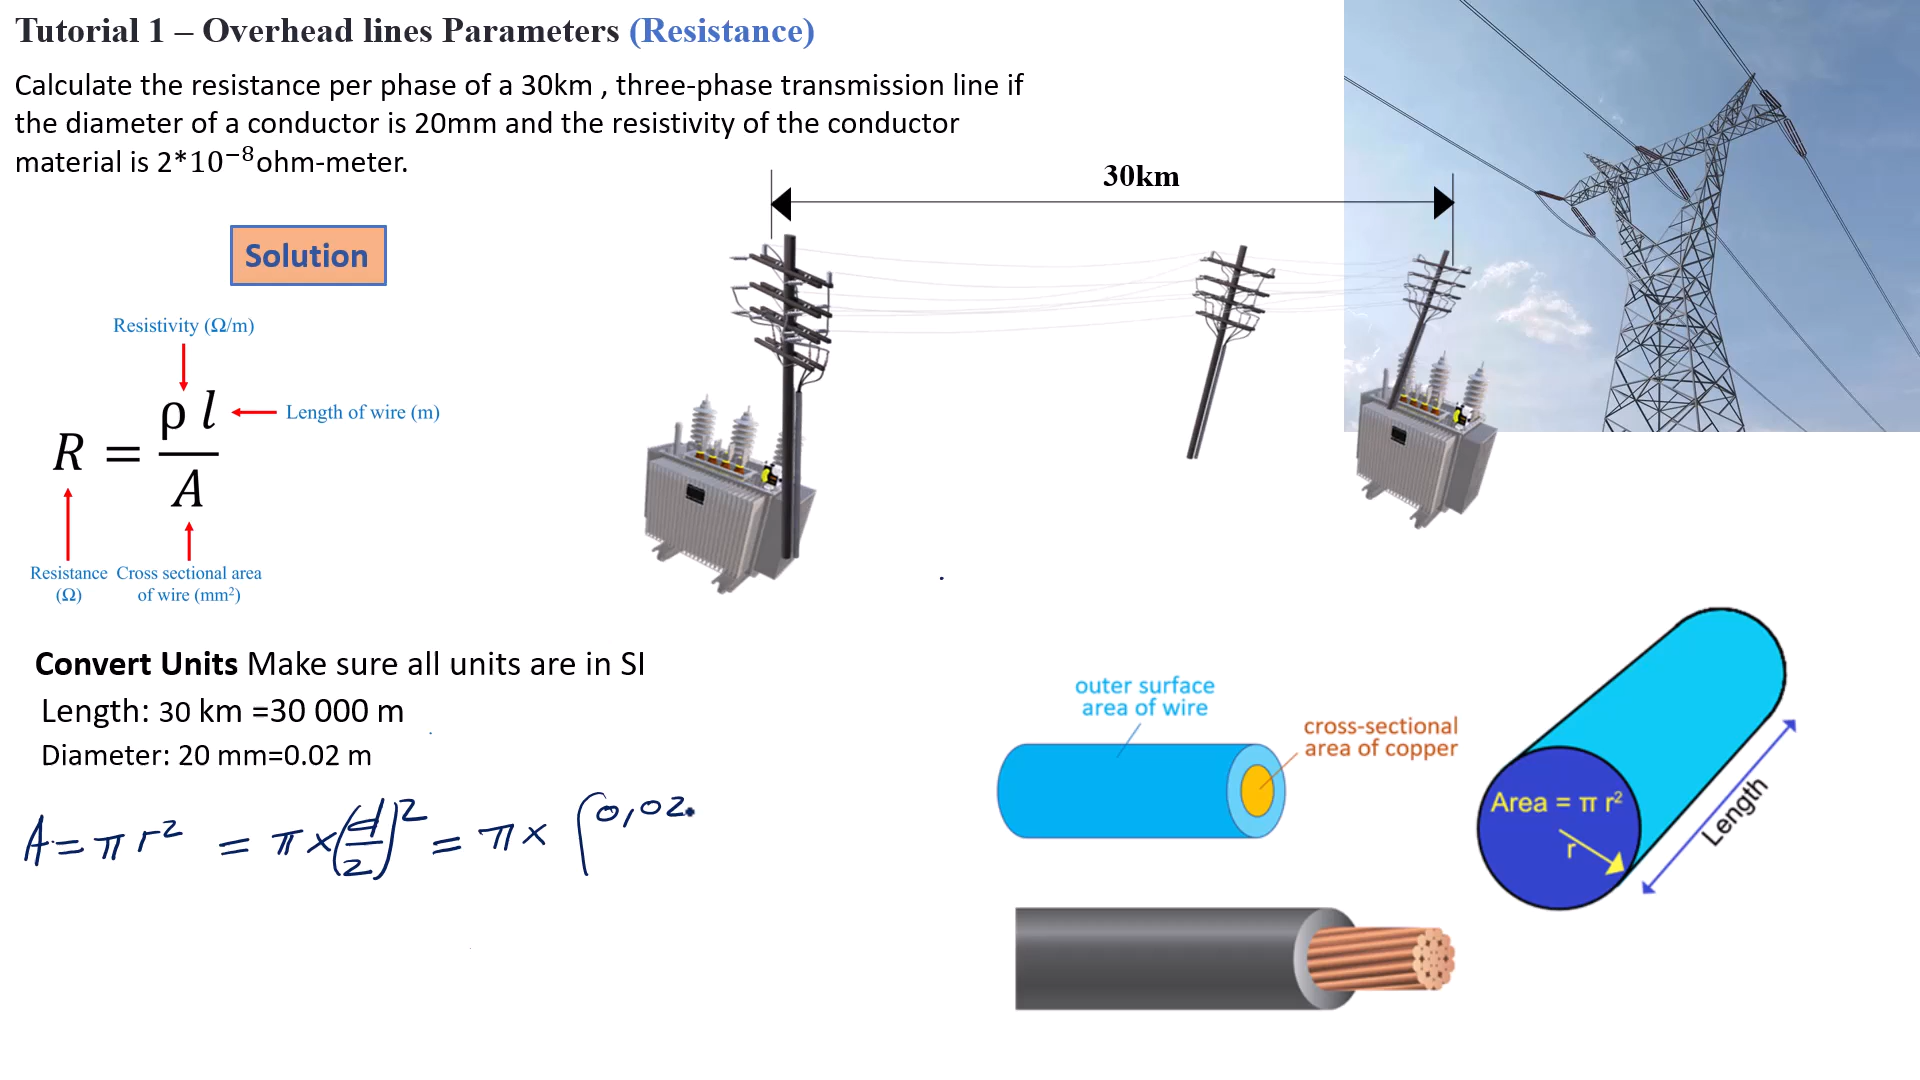 Tutorial 1 – Overhead lines Parameters (Resistance)
Calculate the resistance per phase of a 30km , three-phase transmission line if
the diameter of a conductor is 20mm and the resistivity of the conductor
material is 2*10⁻⁸ohm-meter.
30km
Solution
Resistivity (Ω/m)
R = ρ l / A
Length of wire (m)
Resistance
(Ω)
Cross sectional area
of wire (mm²)
Convert Units Make sure all units are in SI
Length: 30 km =30 000 m
Diameter: 20 mm=0.02 m
A = π r² = π × (d/2)² = π × (0,02
outer surface
area of wire
cross-sectional
area of copper
Area = π r²
r
Length